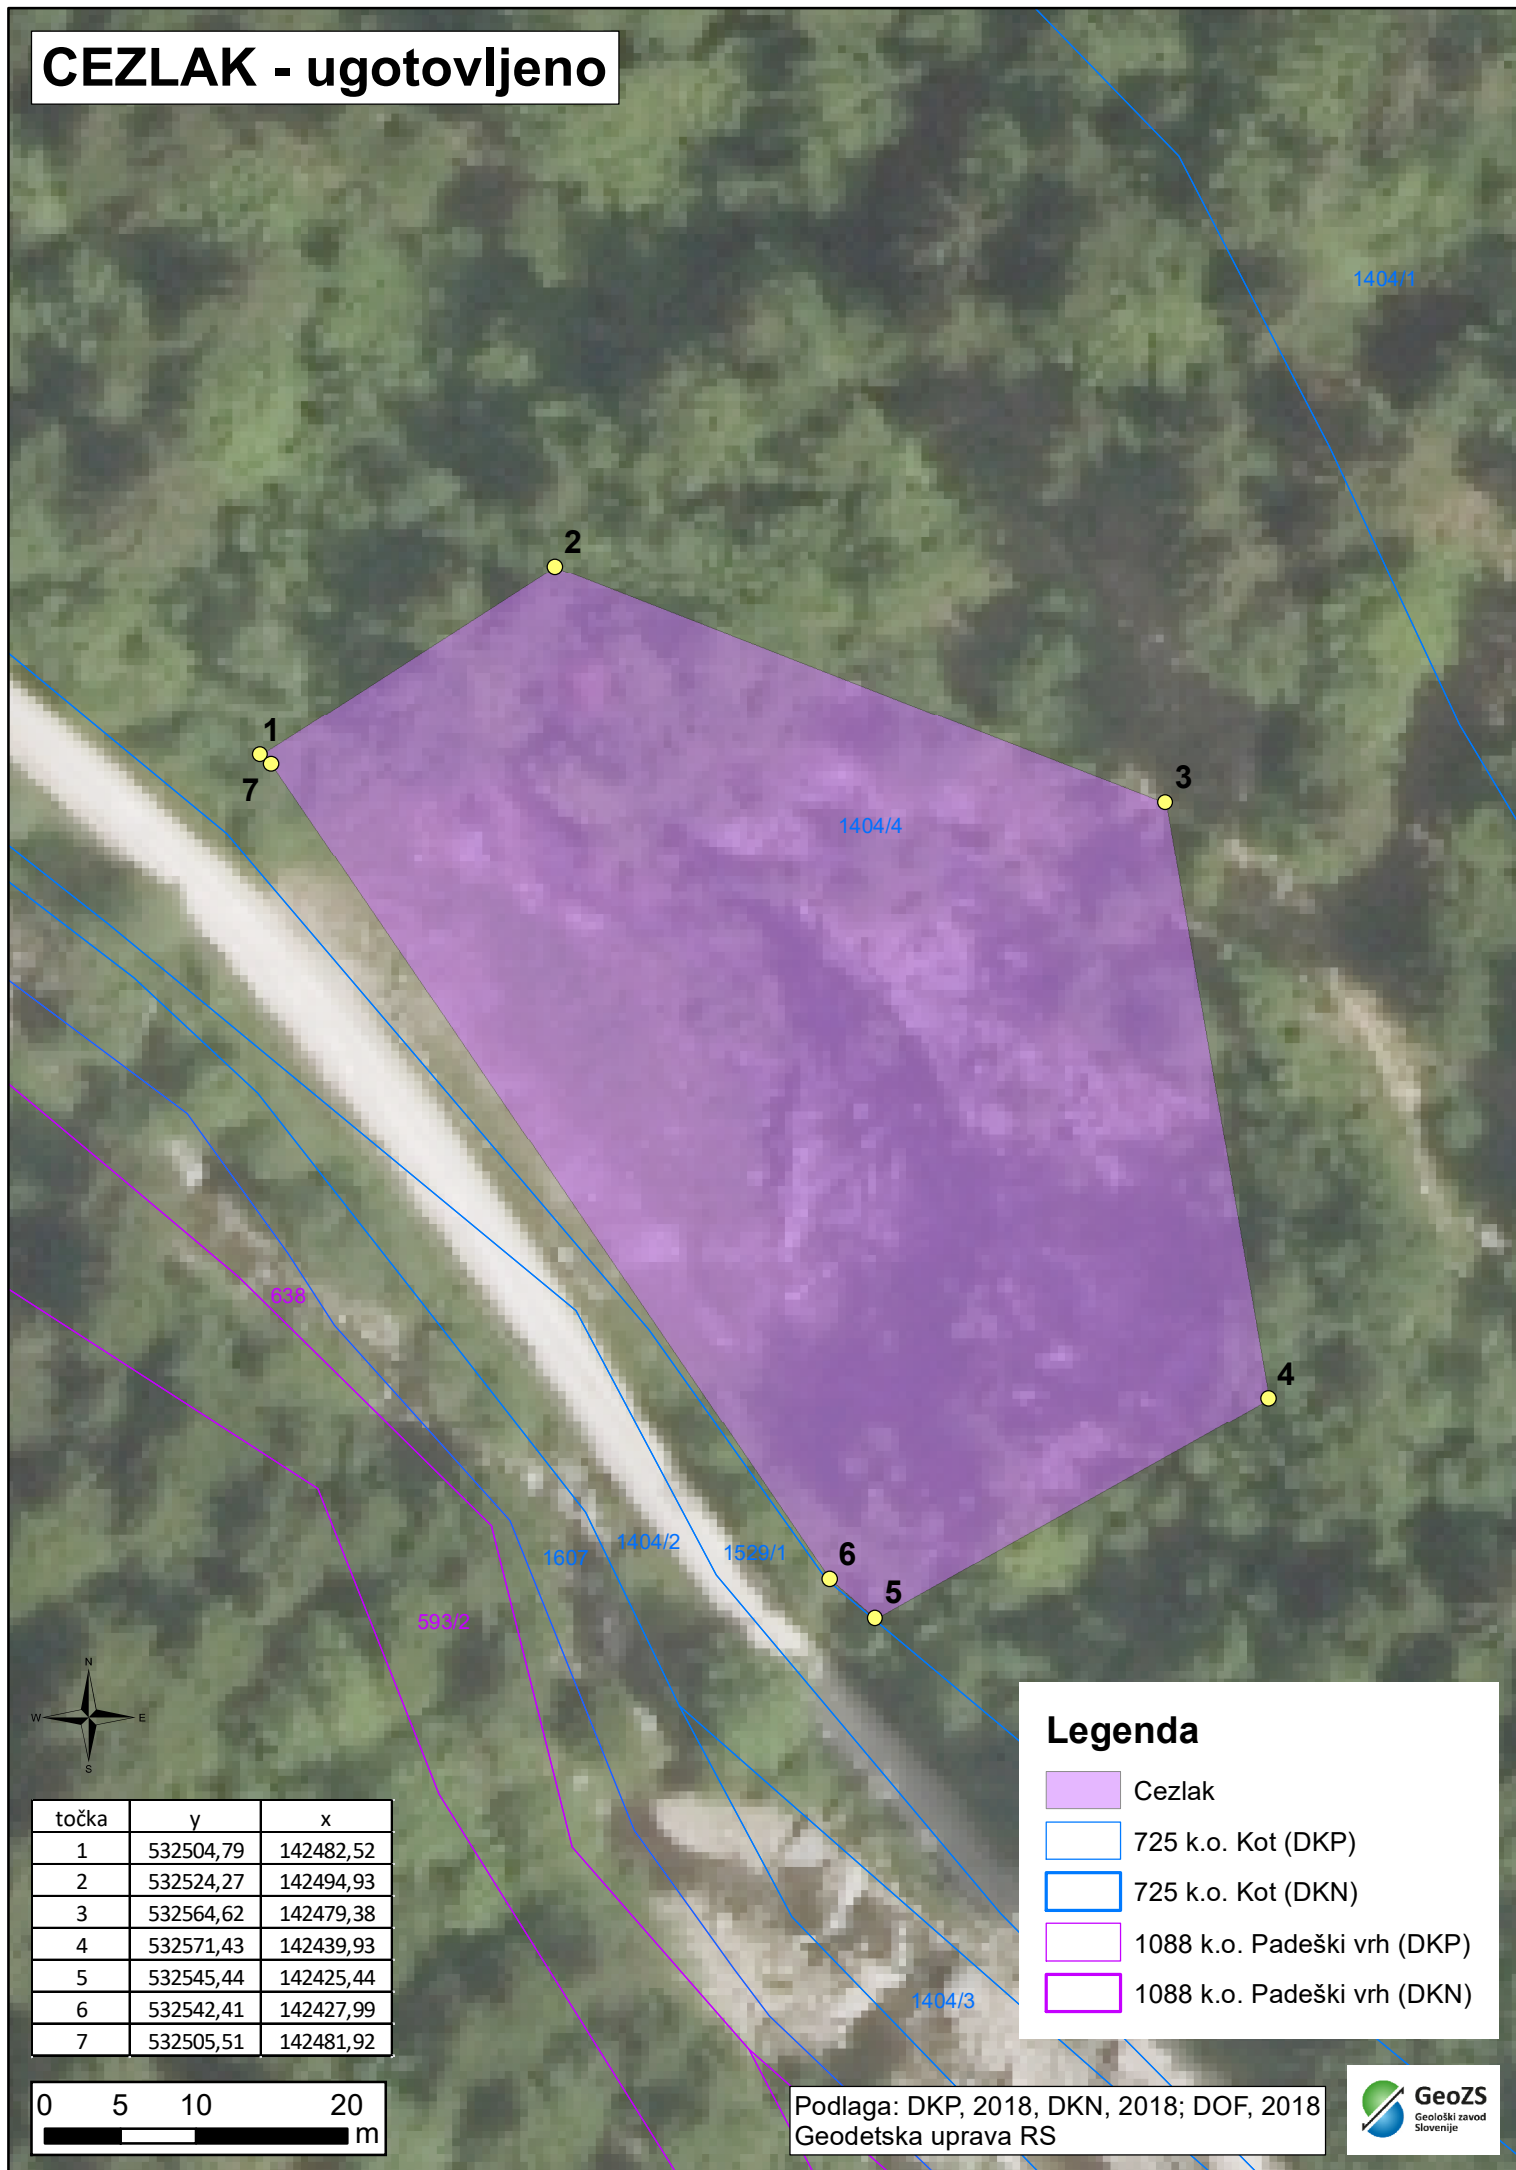 CEZLAK - ugotovljeno
1404/1
2
1
7
3
1404/4
638
4
1404/2
1529/1
1607
6
5
593/2
N
W E
S
Legenda
Cezlak
725 k.o. Kot (DKP)
725 k.o. Kot (DKN)
1088 k.o. Padeški vrh (DKP)
1088 k.o. Padeški vrh (DKN)
točka y x
1 532504,79 142482,52
2 532524,27 142494,93
3 532564,62 142479,38
4 532571,43 142439,93
5 532545,44 142425,44
6 532542,41 142427,99
7 532505,51 142481,92
1404/3
0 5 10 20
m
Podlaga: DKP, 2018, DKN, 2018; DOF, 2018
Geodetska uprava RS
GeoZS
Geološki zavod
Slovenije